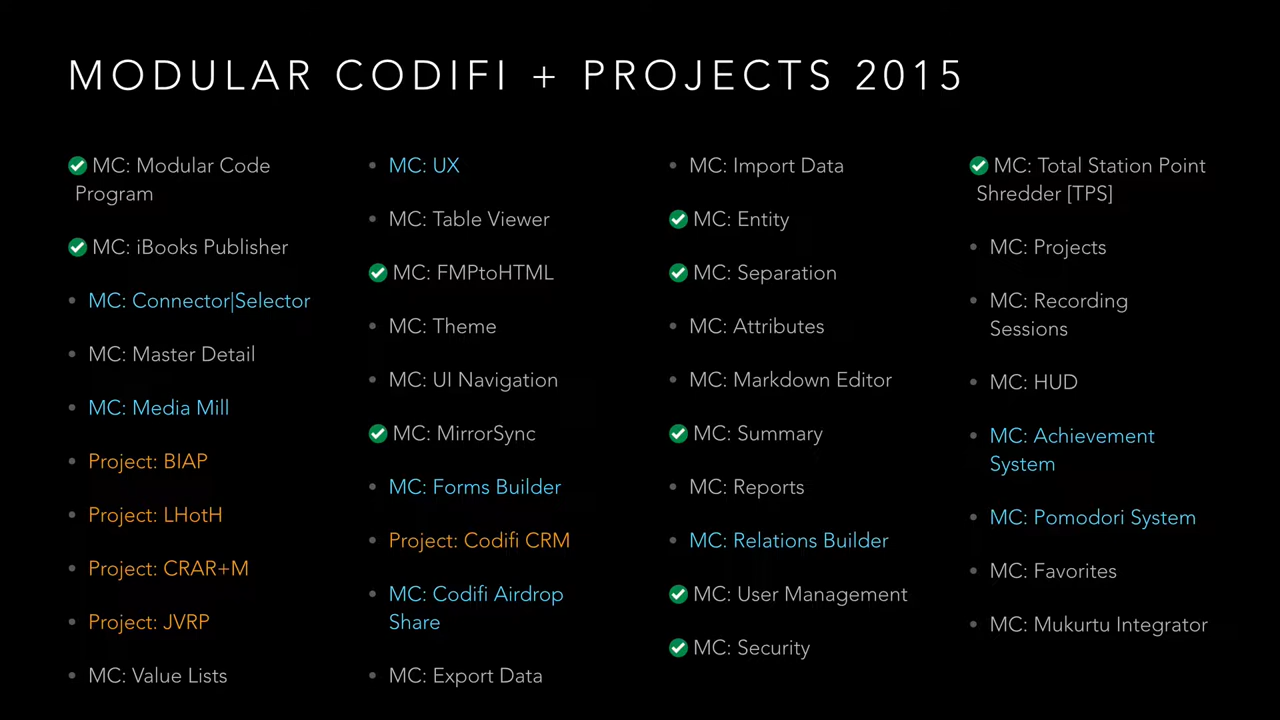 MODULAR CODIFI + PROJECTS 2015
MC: Modular Code
Program
MC: iBooks Publisher
MC: Connector|Selector
MC: Master Detail
MC: Media Mill
Project: BIAP
Project: LHotH
Project: CRAR+M
Project: JVRP
MC: Value Lists
MC: UX
MC: Table Viewer
MC: FMPtoHTML
MC: Theme
MC: UI Navigation
MC: MirrorSync
MC: Forms Builder
Project: Codifi CRM
MC: Codifi Airdrop
Share
MC: Export Data
MC: Import Data
MC: Entity
MC: Separation
MC: Attributes
MC: Markdown Editor
MC: Summary
MC: Reports
MC: Relations Builder
MC: User Management
MC: Security
MC: Total Station Point
Shredder [TPS]
MC: Projects
MC: Recording
Sessions
MC: HUD
MC: Achievement
System
MC: Pomodori System
MC: Favorites
MC: Mukurtu Integrator